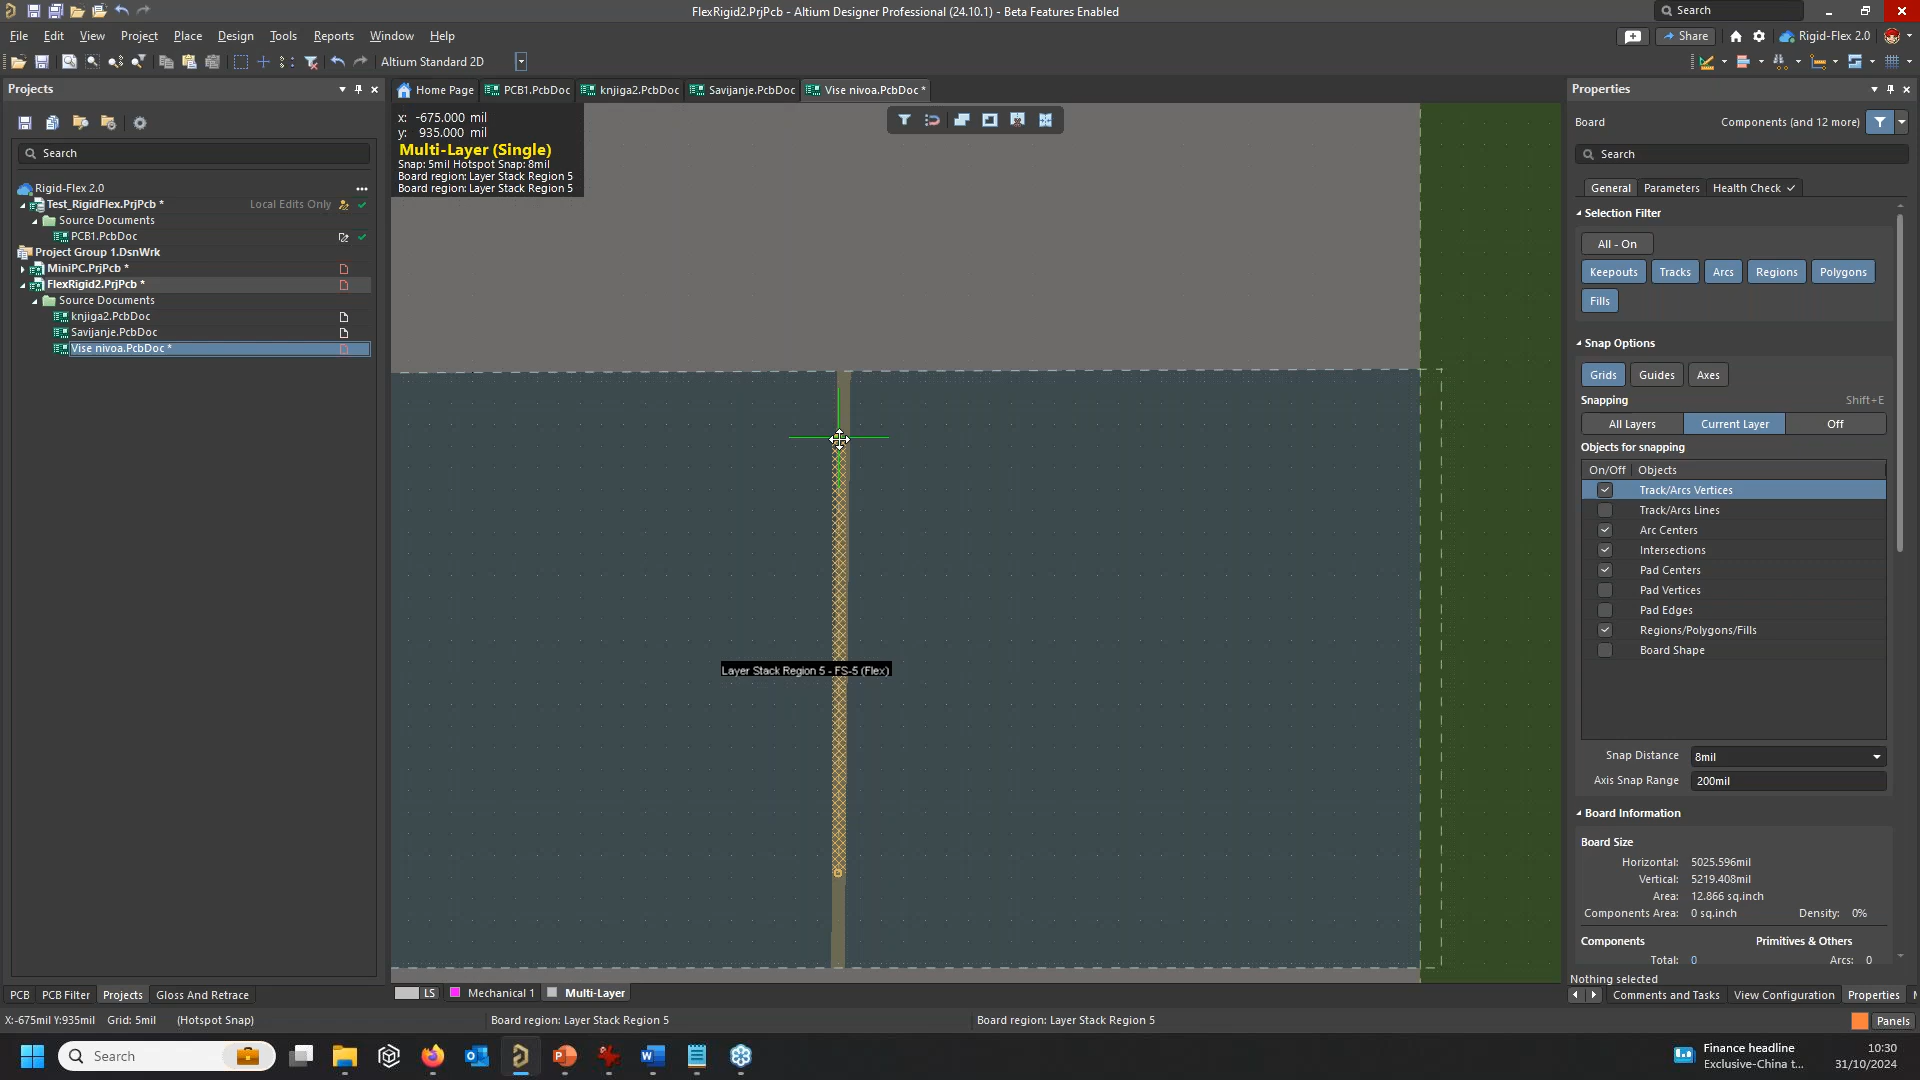 FlexRigid2.PrjPcb - Altium Designer Professional (24.10.1) - Beta Features Enabled
Search
File Edit View Project Place Design Tools Reports Window Help
Share
Rigid-Flex 2.0
Altium Standard 2D
Projects
Search
Rigid-Flex 2.0
Test_RigidFlex.PrjPcb * Local Edits Only
Source Documents
PCB1.PcbDoc
Project Group 1.DsnWrk
MiniPC.PrjPcb *
FlexRigid2.PrjPcb *
Source Documents
knjiga2.PcbDoc
Savijanje.PcbDoc
Vise nivoa.PcbDoc *
Home Page PCB1.PcbDoc knjiga2.PcbDoc Savijanje.PcbDoc Vise nivoa.PcbDoc *
x: -675.000 mil
y: 935.000 mil
Multi-Layer (Single)
Snap: 5mil Hotspot Snap: 8mil
Board region: Layer Stack Region 5
Board region: Layer Stack Region 5
Layer Stack Region 5 - FS-5 (Flex)
Properties
Board Components (and 12 more)
Search
General Parameters Health Check
Selection Filter
All - On
Keepouts Tracks Arcs Regions Polygons
Fills
Snap Options
Grids Guides Axes
Snapping Shift+E
All Layers Current Layer Off
Objects for snapping
On/Off Objects
Track/Arcs Vertices
Track/Arcs Lines
Arc Centers
Intersections
Pad Centers
Pad Vertices
Pad Edges
Regions/Polygons/Fills
Board Shape
Snap Distance 8mil
Axis Snap Range 200mil
Board Information
Board Size
Horizontal: 5025.596mil
Vertical: 5219.408mil
Area: 12.866 sq.inch
Components Area: 0 sq.inch Density: 0%
Components Primitives & Others
Total: 0 Arcs: 0
Nothing selected
PCB PCB Filter Projects Gloss And Retrace
LS Mechanical 1 Multi-Layer
Comments and Tasks View Configuration Properties
X:-675mil Y:935mil Grid: 5mil (Hotspot Snap) Board region: Layer Stack Region 5 Board region: Layer Stack Region 5
Panels
Search
Finance headline
Exclusive-China t...
10:30
31/10/2024